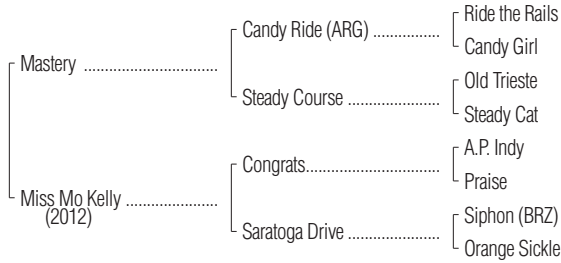 Ride the Rails
Candy Ride (ARG) ................
Candy Girl
Mastery ................................
Old Trieste
Steady Course ......................
Steady Cat
A.P. Indy
Congrats................................
Praise
Miss Mo Kelly ......................
(2012)
Siphon (BRZ)
Saratoga Drive ......................
Orange Sickle